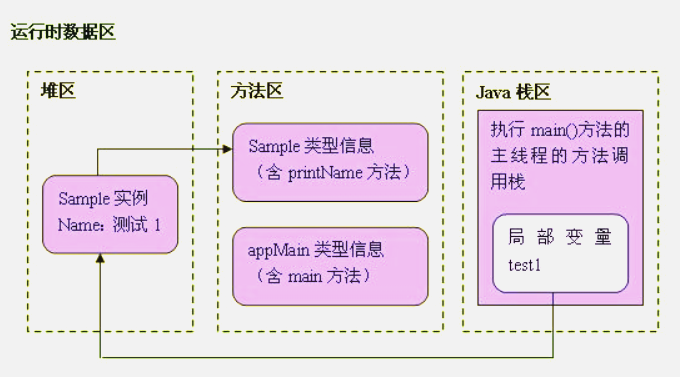 运行时数据区
堆区
Sample 实例
Name：测试 1
方法区
Sample 类型信息
（含 printName 方法）
appMain 类型信息
（含 main 方法）
Java 栈区
执行 main()方法的
主线程的方法调
用栈
局部变量
test1